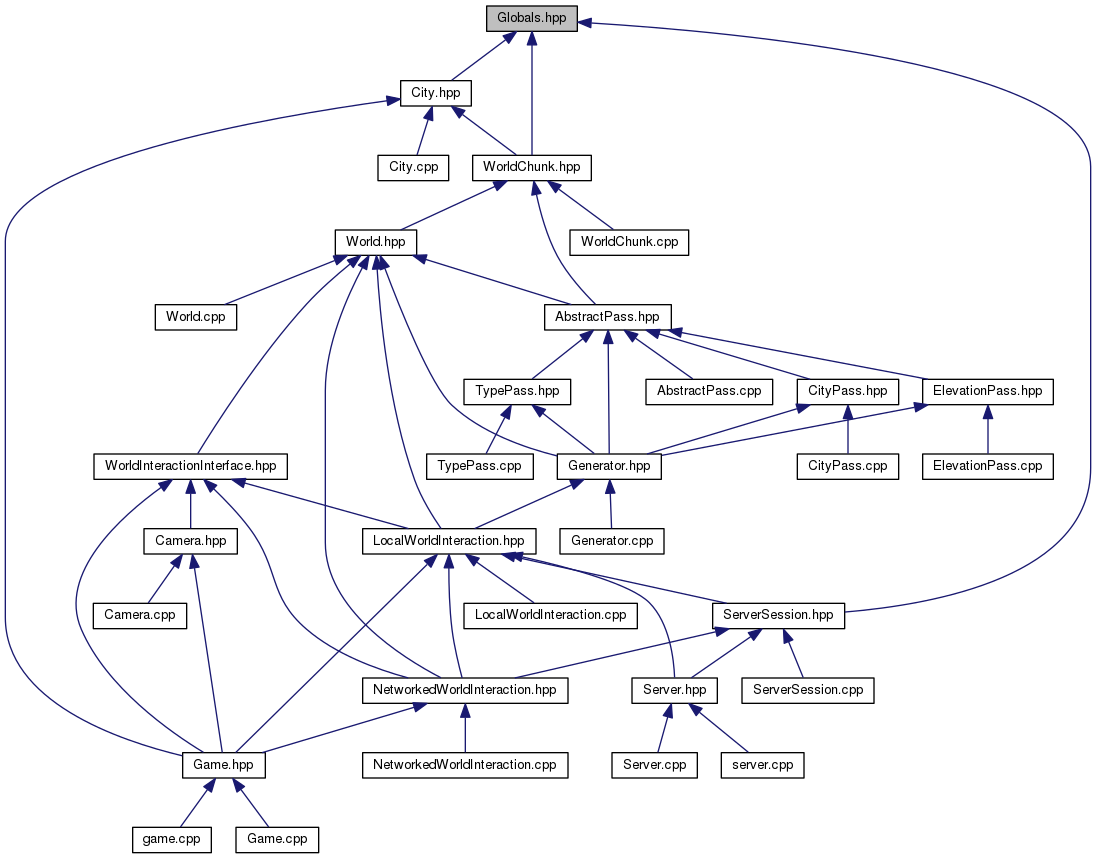 Globals.hpp
City.hpp
City.cpp
WorldChunk.hpp
World.hpp
WorldChunk.cpp
World.cpp
AbstractPass.hpp
TypePass.hpp
AbstractPass.cpp
CityPass.hpp
ElevationPass.hpp
WorldInteractionInterface.hpp
TypePass.cpp
Generator.hpp
CityPass.cpp
ElevationPass.cpp
Camera.hpp
LocalWorldInteraction.hpp
Generator.cpp
Camera.cpp
LocalWorldInteraction.cpp
ServerSession.hpp
NetworkedWorldInteraction.hpp
Server.hpp
ServerSession.cpp
Game.hpp
NetworkedWorldInteraction.cpp
Server.cpp
server.cpp
game.cpp
Game.cpp